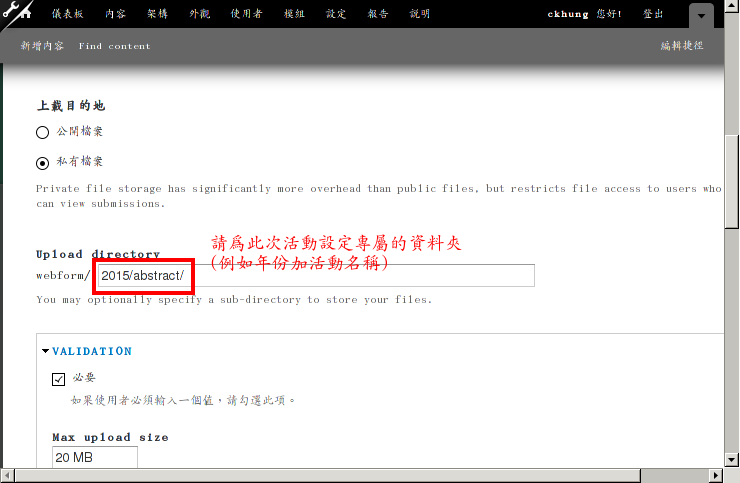 儀表板 內容 架構 外觀 使用者 模組 設定 報告 說明 ckhung 您好! 登出
新增內容 Find content 編輯捷徑
上載目的地
公開檔案
私有檔案
Private file storage has significantly more overhead than public files, but restricts file access to users who
can view submissions.
請為此次活動設定專屬的資料夾
(例如年份加活動名稱)
Upload directory
webform/ 2015/abstract/
You may optionally specify a sub-directory to store your files.
VALIDATION
必要
如果使用者必須輸入一個值，請勾選此項。
Max upload size
20 MB